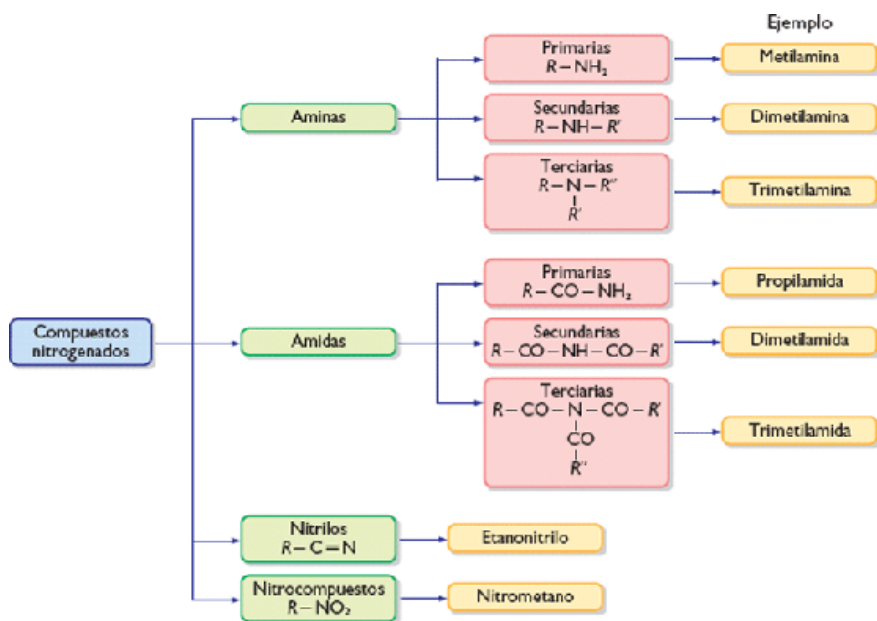 Ejemplo
Primarias
R–NH₂
Metilamina
Aminas
Secundarias
R–NH–R'
Dimetilamina
Terciarias
R–N–R''
R'
Trimetilamina
Compuestos
nitrogenados
Primarias
R–CO–NH₂
Propilamida
Amidas
Secundarias
R–CO–NH–CO–R'
Dimetilamida
Terciarias
R–CO–N–CO–R'
CO
R''
Trimetilamida
Nitrilos
R–C=N
Etanonitrilo
Nitrocompuestos
R–NO₂
Nitrometano